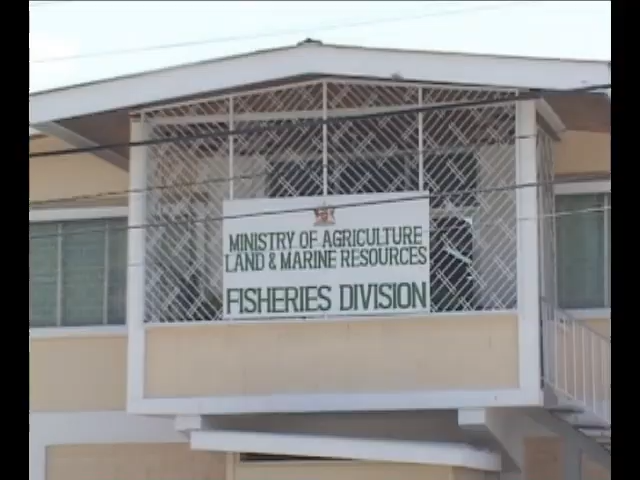 MINISTRY OF AGRICULTURE
LAND & MARINE RESOURCES
FISHERIES DIVISION